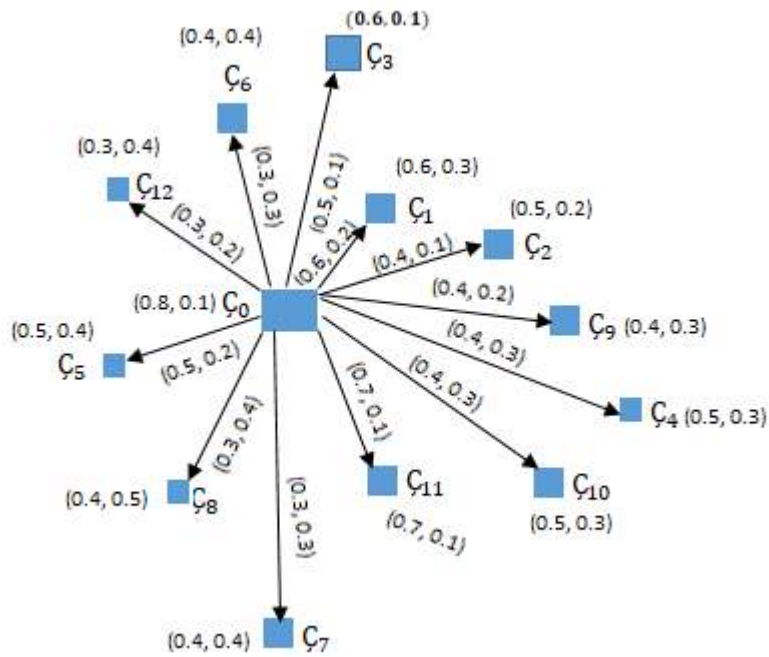 (0.6, 0.1)
Ç3
(0.4, 0.4)
Ç6
(0.3, 0.4)
Ç12
(0.3, 0.3)
(0.5, 0.1)
(0.6, 0.3)
Ç1
(0.5, 0.2)
Ç2
(0.3, 0.2)
(0.6, 0.2)
(0.4, 0.1)
(0.8, 0.1) Ç0
(0.4, 0.2)
Ç9 (0.4, 0.3)
(0.5, 0.4)
Ç5
(0.5, 0.2)
(0.4, 0.3)
(0.4, 0.3)
Ç4 (0.5, 0.3)
(0.3, 0.4)
(0.7, 0.1)
(0.4, 0.5)
Ç8
(0.3, 0.3)
Ç11
(0.7, 0.1)
Ç10
(0.5, 0.3)
(0.4, 0.4)
Ç7